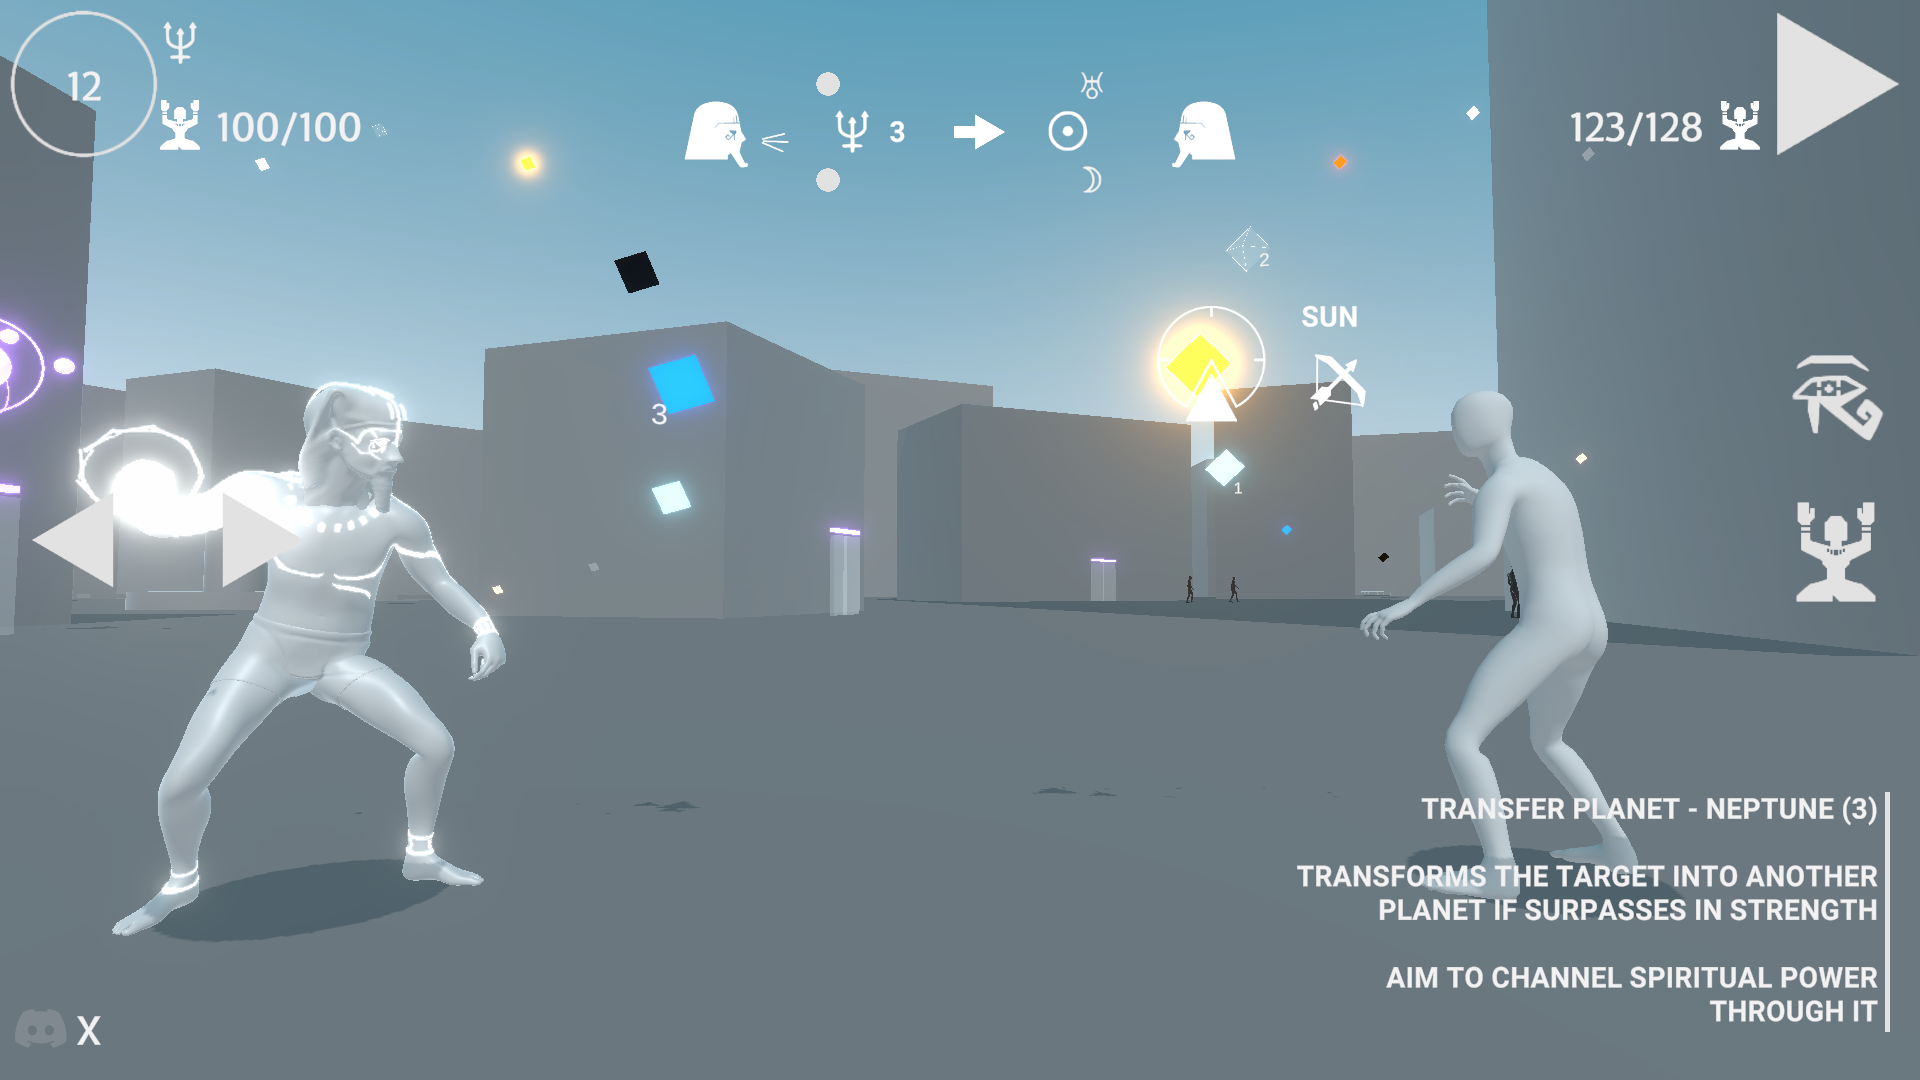 12
100/100
3
123/128
2
SUN
3
1
TRANSFER PLANET - NEPTUNE (3)
TRANSFORMS THE TARGET INTO ANOTHER
PLANET IF SURPASSES IN STRENGTH
AIM TO CHANNEL SPIRITUAL POWER
THROUGH IT
X